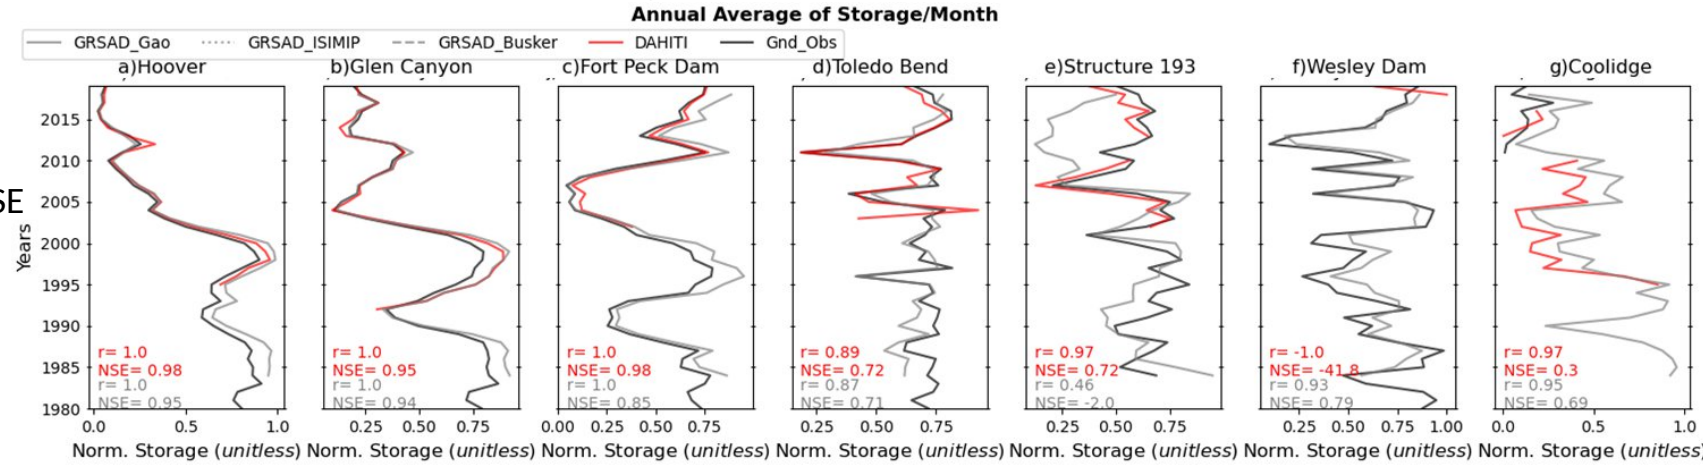 Annual Average of Storage/Month
GRSAD_Gao GRSAD_ISIMIP GRSAD_Busker DAHITI Gnd_Obs
a)Hoover b)Glen Canyon c)Fort Peck Dam d)Toledo Bend e)Structure 193 f)Wesley Dam g)Coolidge
SE
Years
2015
2010
2005
2000
1995
1990
1985
1980
r= 1.0
NSE= 0.98
r= 1.0
NSE= 0.95
r= 1.0
NSE= 0.95
r= 1.0
NSE= 0.94
r= 1.0
NSE= 0.98
r= 1.0
NSE= 0.85
r= 0.89
NSE= 0.72
r= 0.87
NSE= 0.71
r= 0.97
NSE= 0.72
r= 0.46
NSE= -2.0
r= -1.0
NSE= -41.8
r= 0.93
NSE= 0.79
r= 0.97
NSE= 0.3
r= 0.95
NSE= 0.69
0.0 0.5 1.0 0.25 0.50 0.75 0.00 0.25 0.50 0.75 0.25 0.50 0.75 0.25 0.50 0.75 0.25 0.50 0.75 1.00 0.0 0.5 1.0
Norm. Storage (unitless) Norm. Storage (unitless) Norm. Storage (unitless) Norm. Storage (unitless) Norm. Storage (unitless) Norm. Storage (unitless) Norm. Storage (unitless)